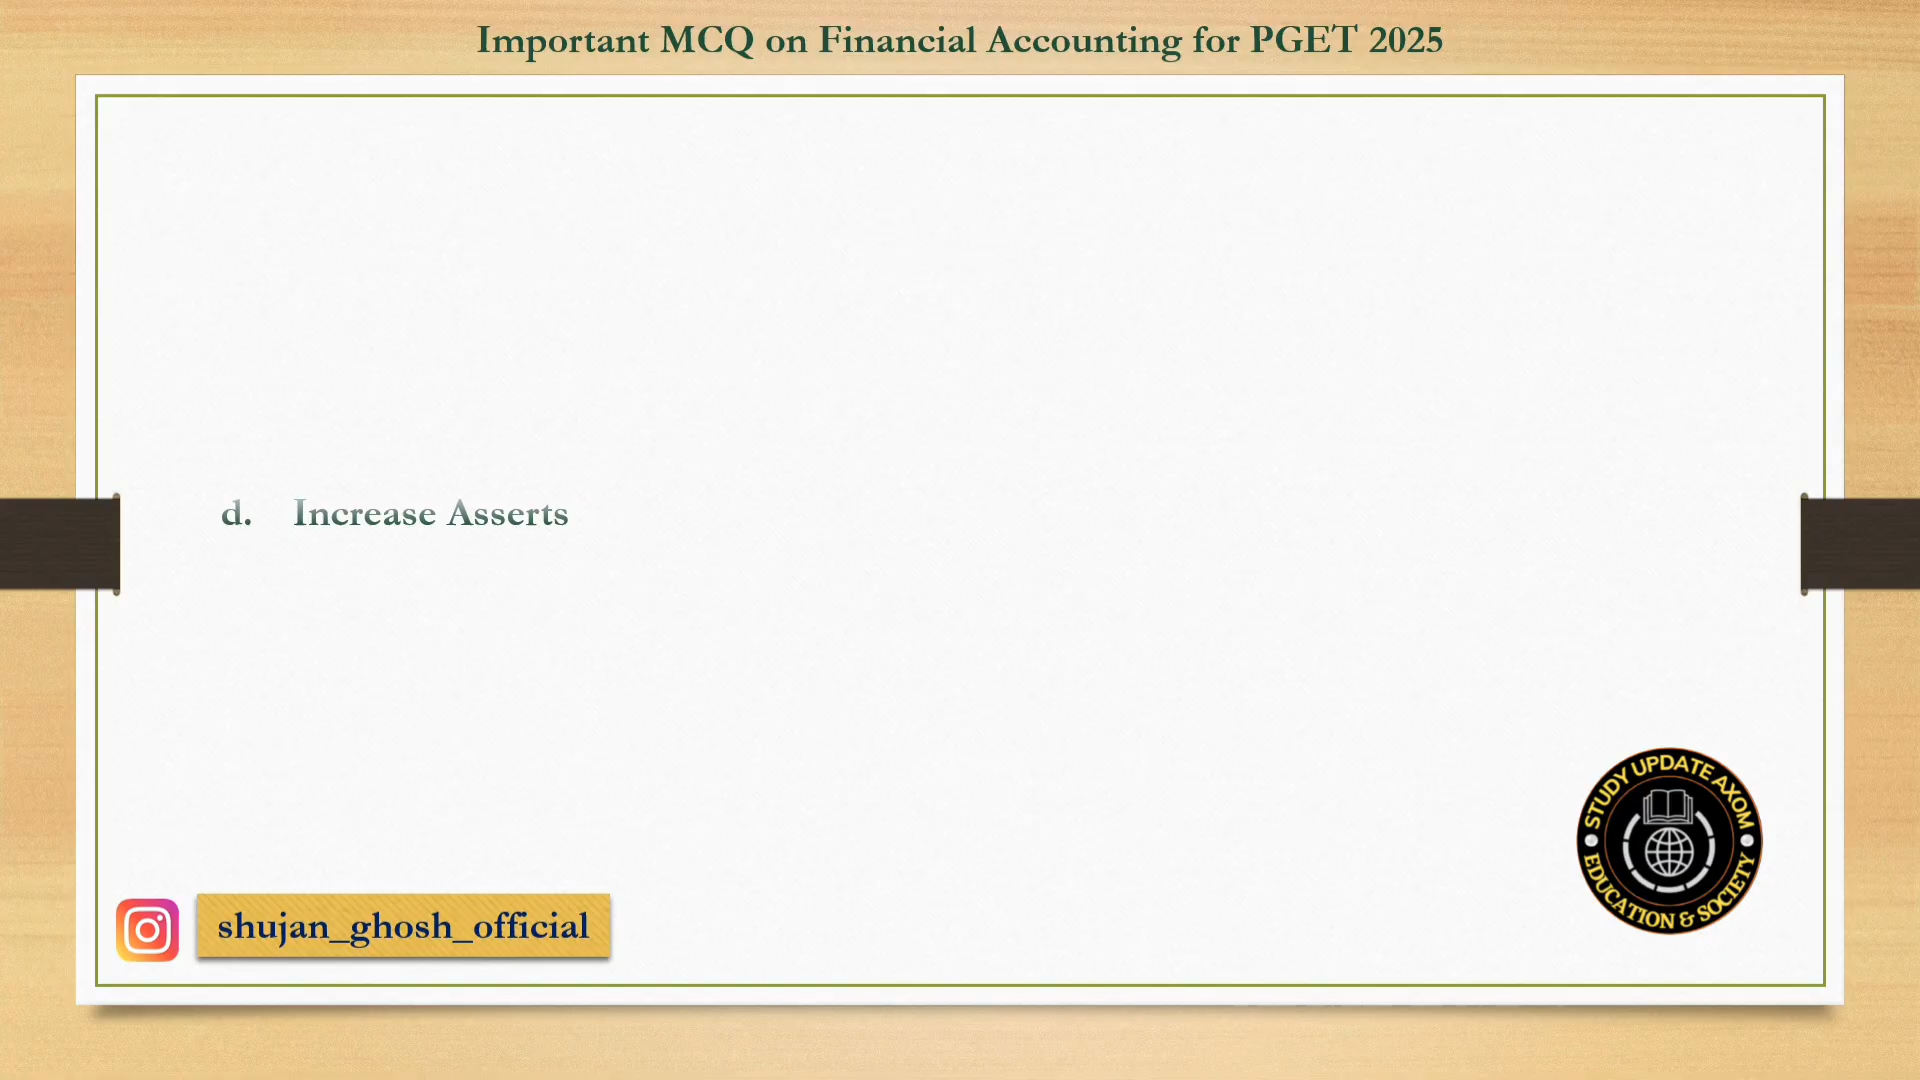 Important MCQ on Financial Accounting for PGET 2025
d. Increase Asserts
STUDY UPDATE AXOM
EDUCATION & SOCIETY
shujan_ghosh_official